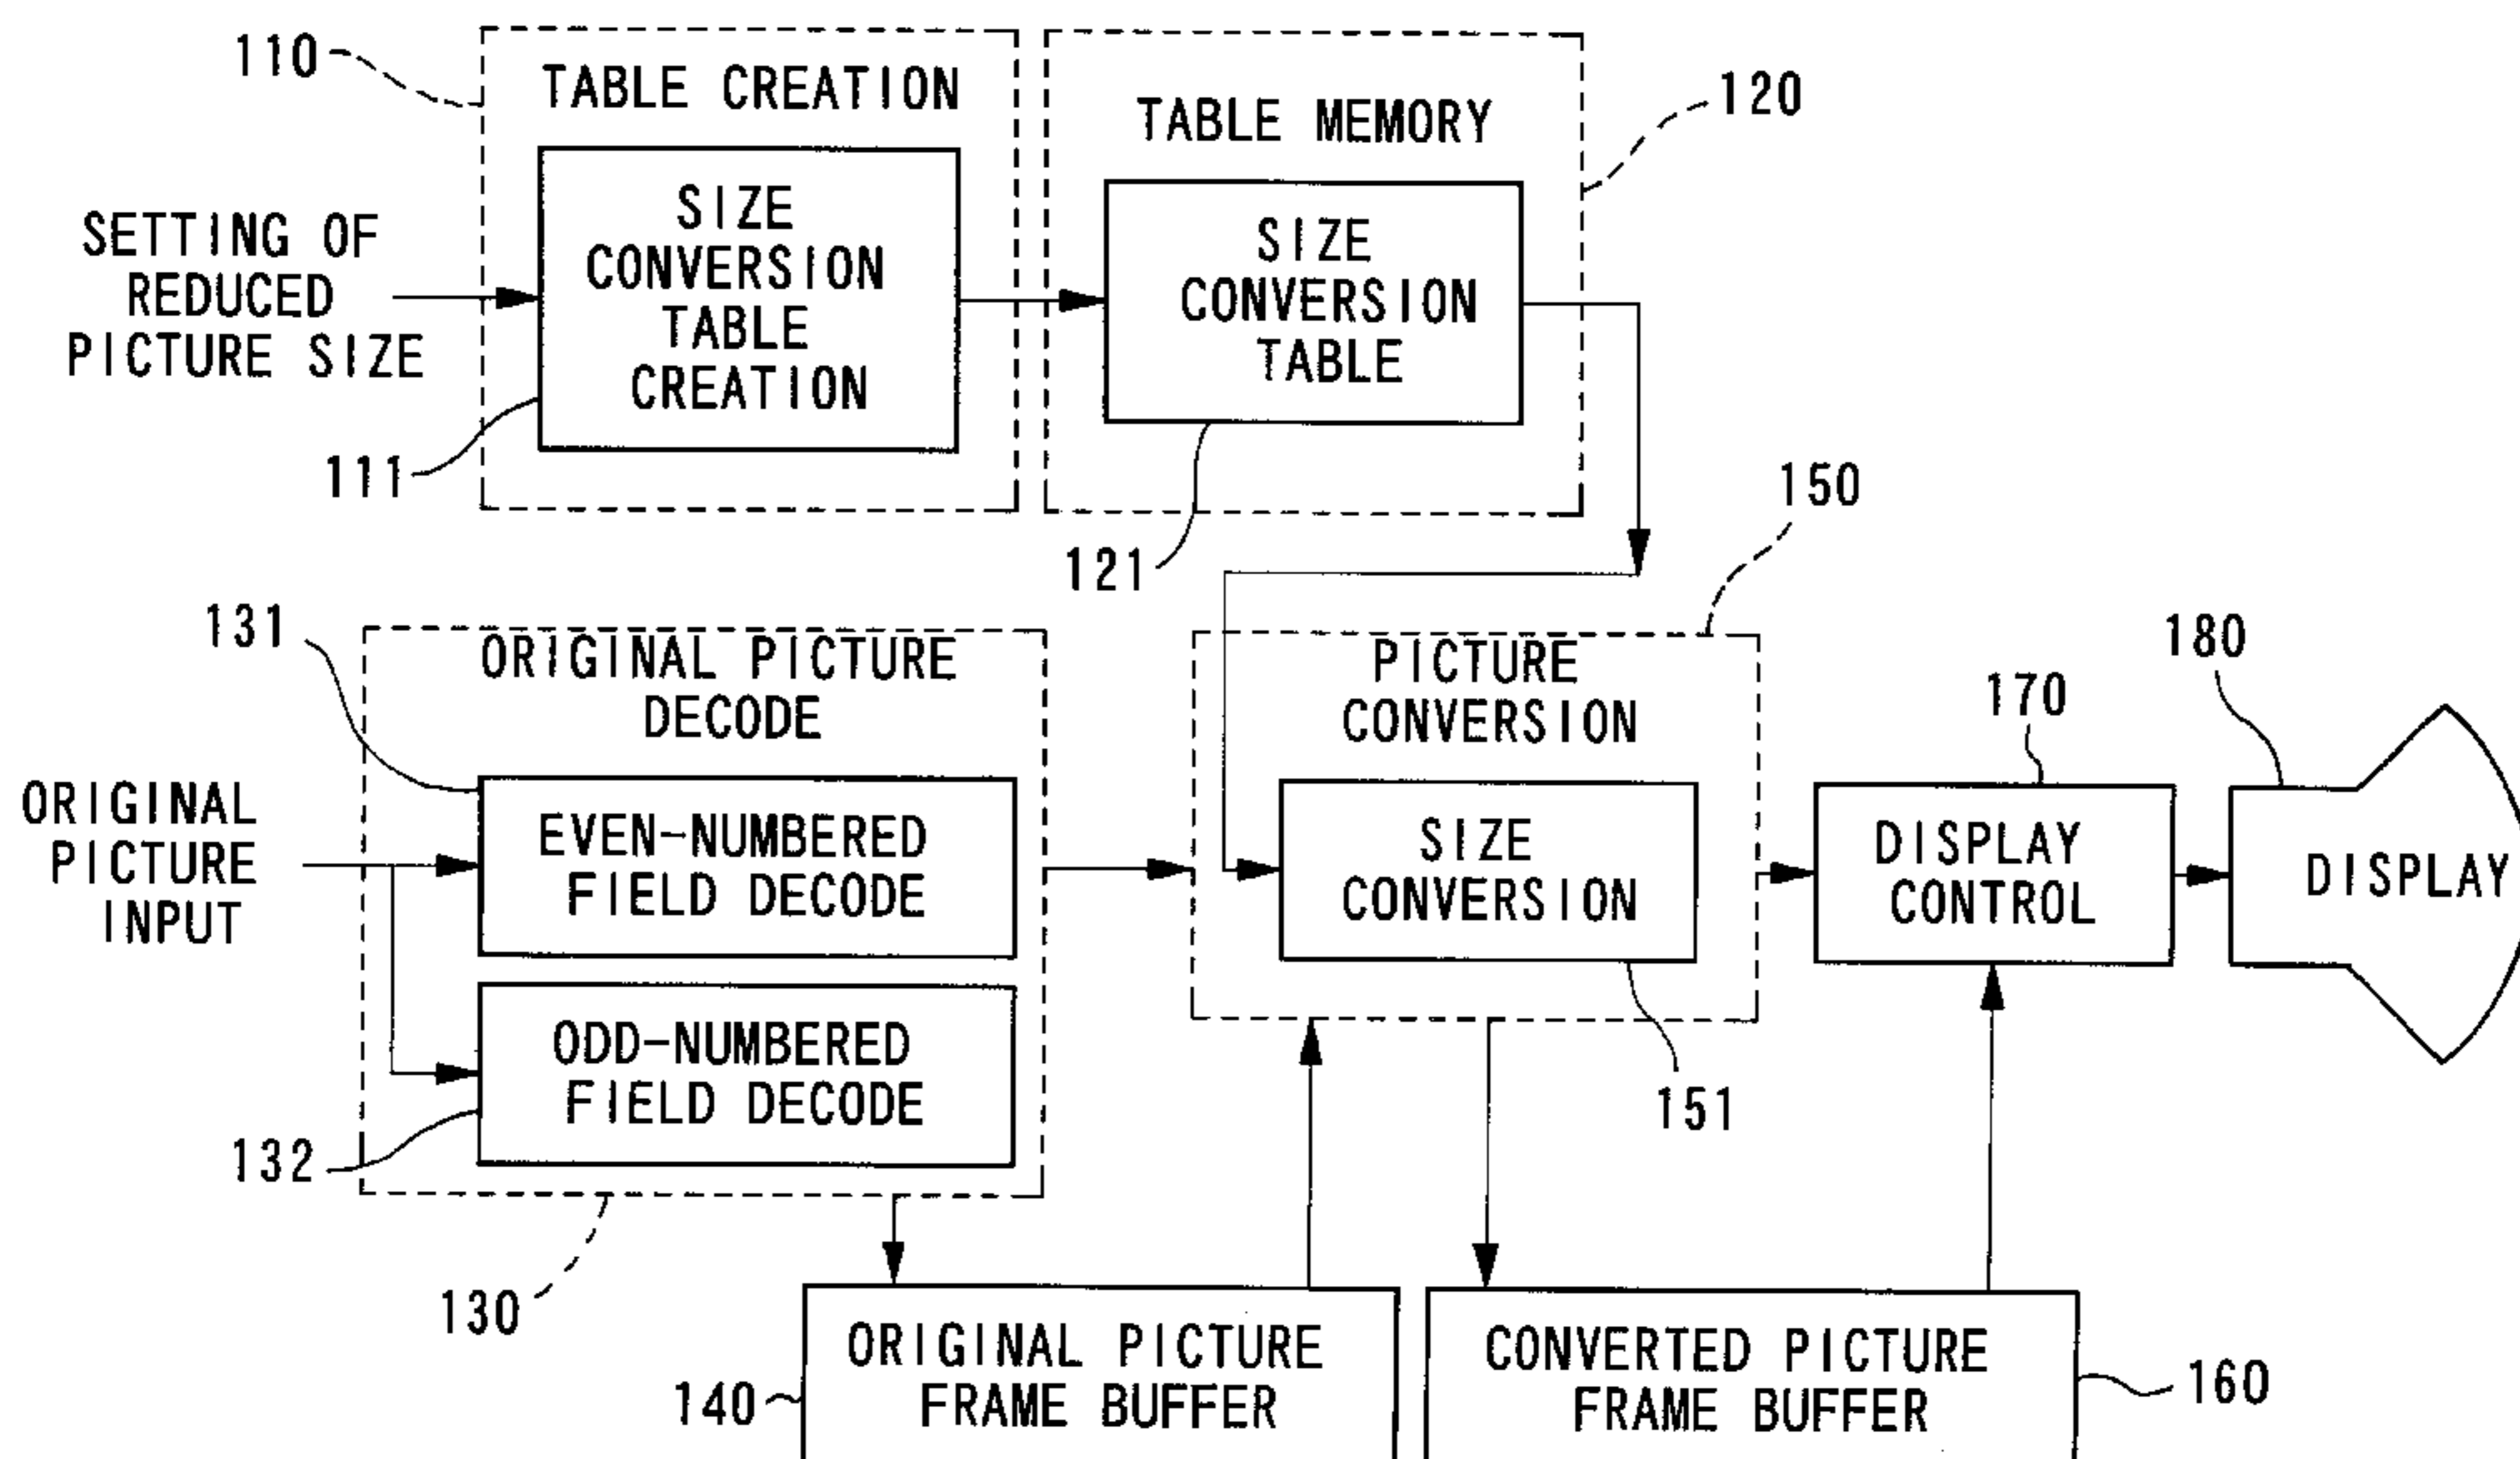 110
TABLE CREATION
120
TABLE MEMORY
SETTING OF
REDUCED
PICTURE SIZE
SIZE
CONVERSION
TABLE
CREATION
SIZE
CONVERSION
TABLE
111
121
150
131
ORIGINAL PICTURE
DECODE
PICTURE
CONVERSION
170
180
ORIGINAL
PICTURE
INPUT
EVEN-NUMBERED
FIELD DECODE
SIZE
CONVERSION
DISPLAY
CONTROL
DISPLAY
ODD-NUMBERED
FIELD DECODE
151
132
130
140
ORIGINAL PICTURE
FRAME BUFFER
CONVERTED PICTURE
FRAME BUFFER
160